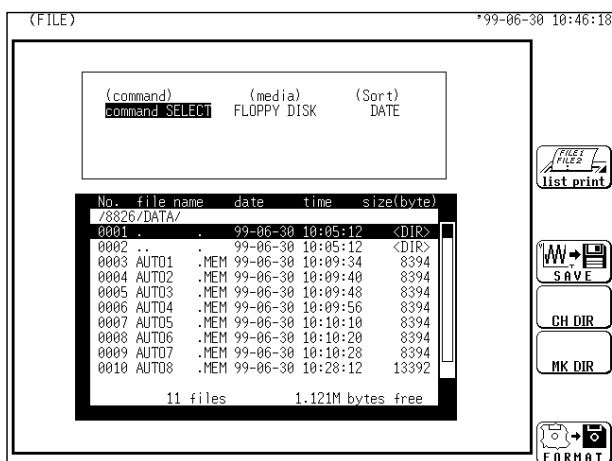 (FILE) '99-06-30 10:46:18
(command) (media) (Sort)
command SELECT FLOPPY DISK DATE
FILE1
FILE2
list print
No. file name date time size(byte)
/8826/DATA/
0001 . . 99-06-30 10:05:12 <DIR>
0002 .. . 99-06-30 10:05:12 <DIR>
0003 AUTO1 .MEM 99-06-30 10:09:34 8394
0004 AUTO2 .MEM 99-06-30 10:09:40 8394
0005 AUTO3 .MEM 99-06-30 10:09:48 8394
0006 AUTO4 .MEM 99-06-30 10:09:56 8394
0007 AUTO5 .MEM 99-06-30 10:10:10 8394
0008 AUTO6 .MEM 99-06-30 10:10:20 8394
0009 AUTO7 .MEM 99-06-30 10:10:28 8394
0010 AUTO8 .MEM 99-06-30 10:28:12 13392
11 files 1.121M bytes free
SAVE
CH DIR
MK DIR
FORMAT